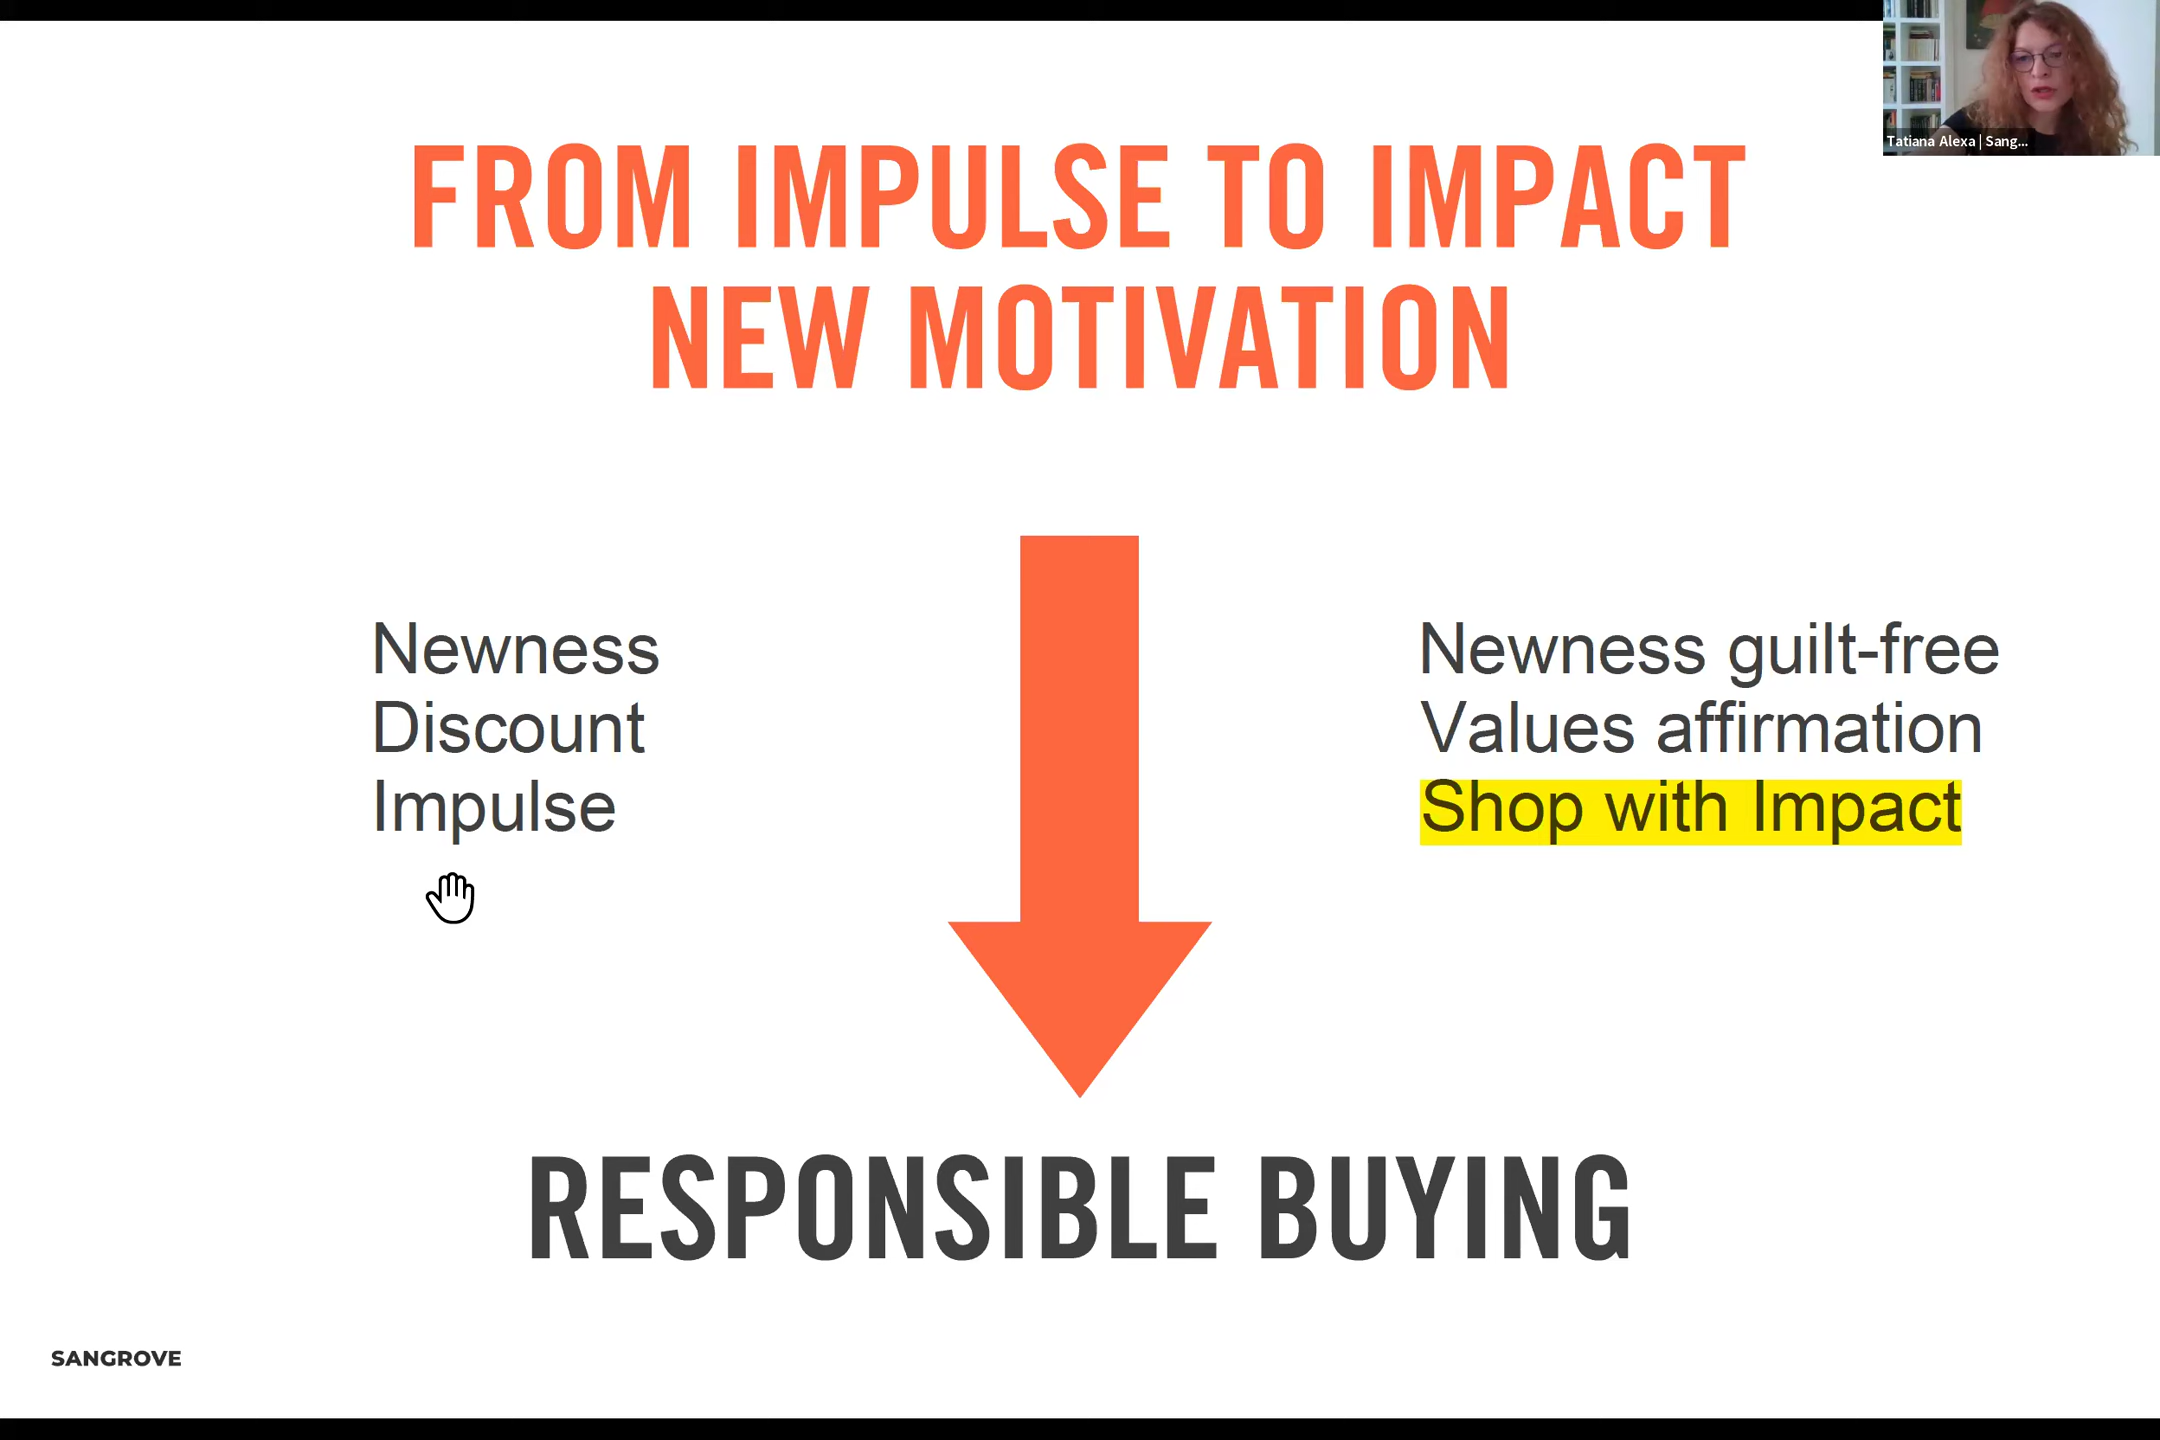 Tatiana Alexa | Sang...
FROM IMPULSE TO IMPACT
NEW MOTIVATION
Newness
Discount
Impulse
Newness guilt-free
Values affirmation
Shop with Impact
RESPONSIBLE BUYING
SANGROVE